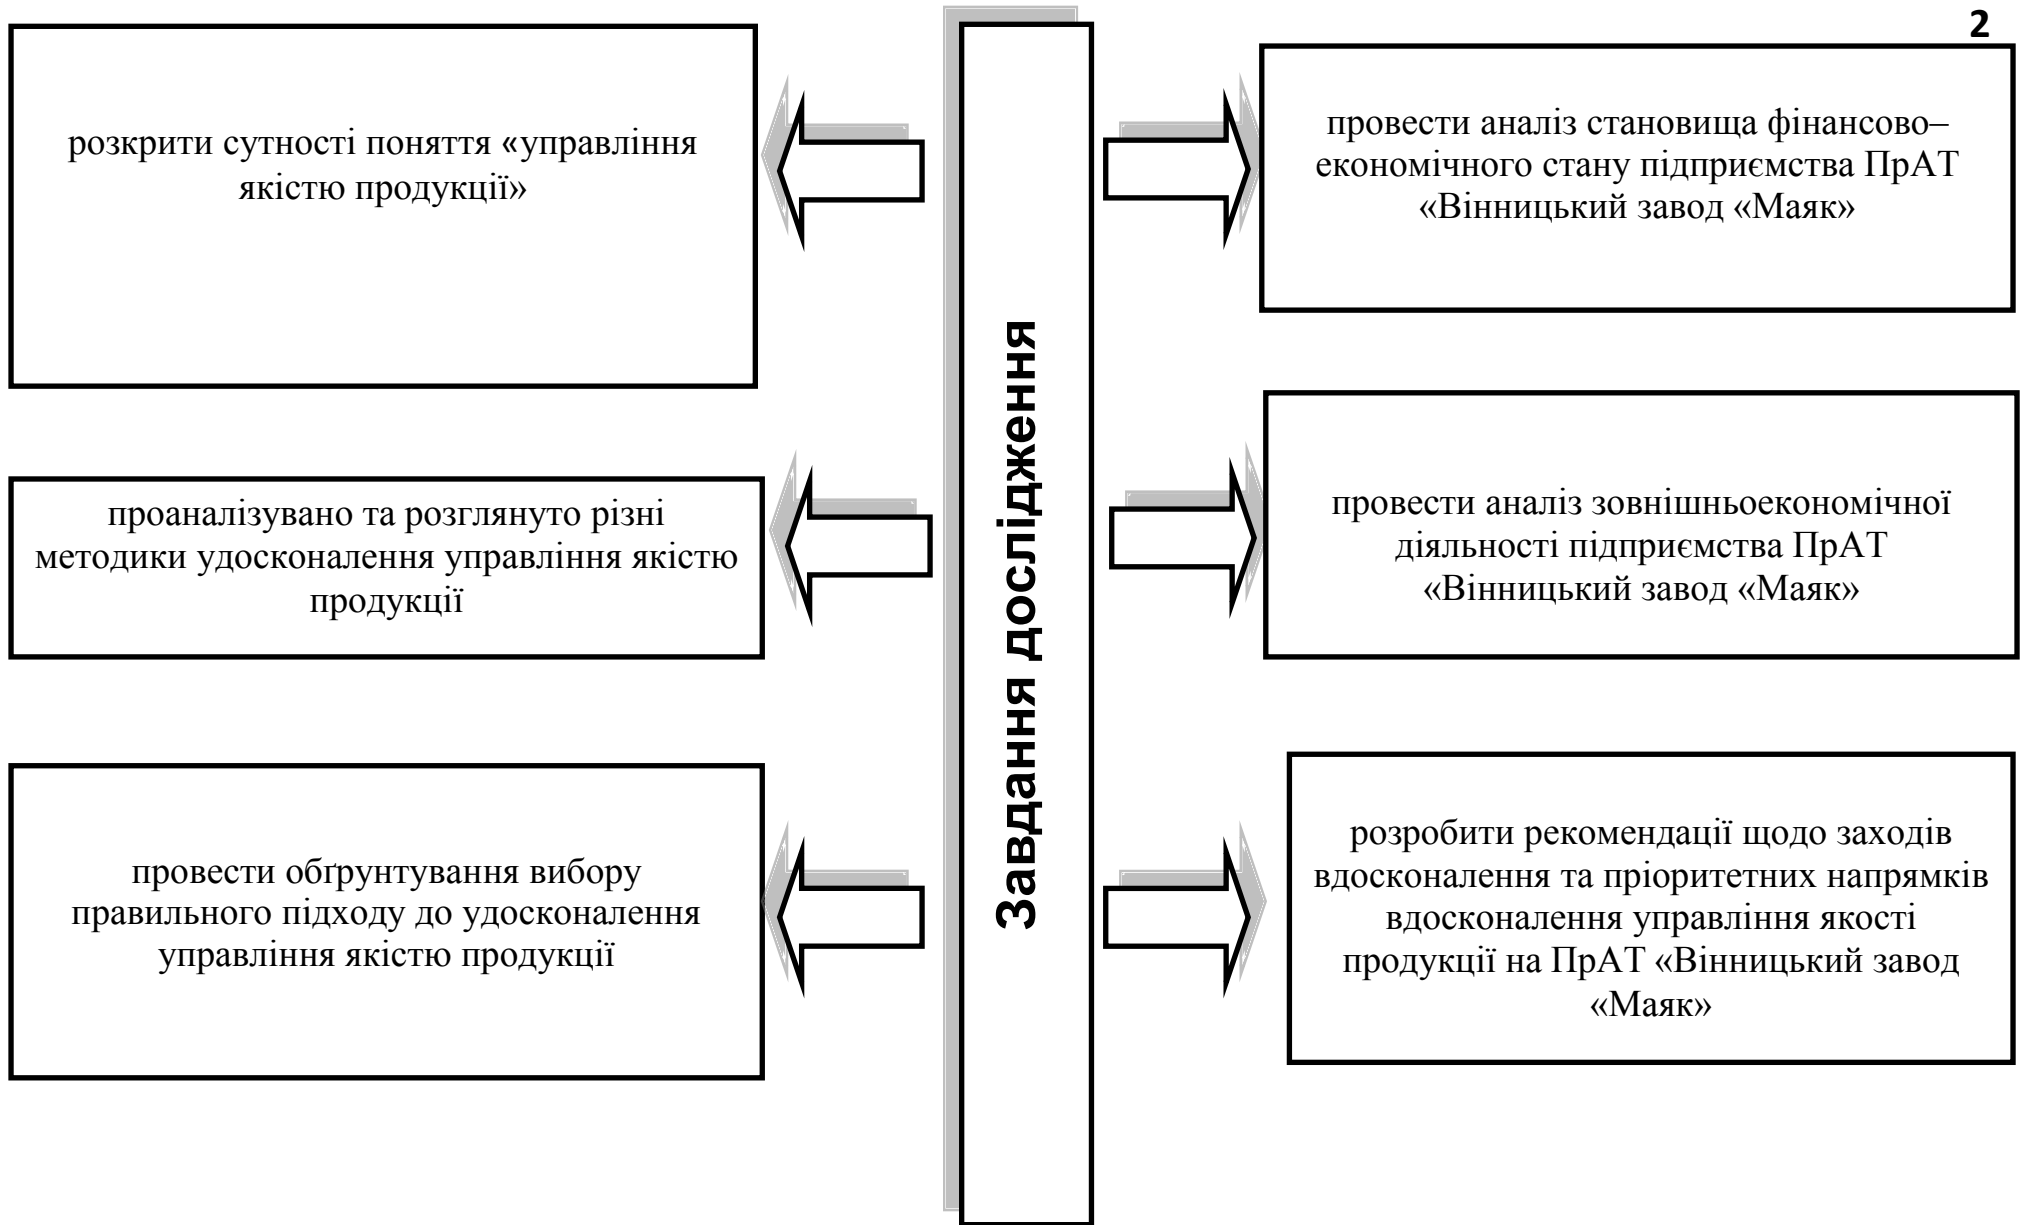 2
розкрити сутності поняття «управління
якістю продукції»
проаналізувано та розглянуто різні
методики удосконалення управління якістю
продукції
провести обґрунтування вибору
правильного підходу до удосконалення
управління якістю продукції
Завдання дослідження
провести аналіз становища фінансово–
економічного стану підприємства ПрАТ
«Вінницький завод «Маяк»
провести аналіз зовнішньоекономічної
діяльності підприємства ПрАТ
«Вінницький завод «Маяк»
розробити рекомендації щодо заходів
вдосконалення та пріоритетних напрямків
вдосконалення управління якості
продукції на ПрАТ «Вінницький завод
«Маяк»